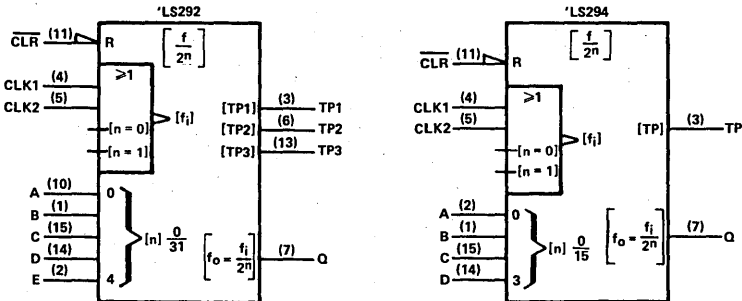 'LS292
CLR (11) R
[f/2ⁿ]
≥1
CLK1 (4)
CLK2 (5)
[n = 0]
[n = 1]
[fi]
[TP1] (3) TP1
[TP2] (6) TP2
[TP3] (13) TP3
A (10) 0
B (1)
C (15)
D (14)
E (2) 4
[n] 0/31
[fo = fi/2ⁿ] (7) Q
'LS294
CLR (11) R
[f/2ⁿ]
≥1
CLK1 (4)
CLK2 (5)
[n = 0]
[n = 1]
[fi]
[TP] (3) TP
A (2) 0
B (1)
C (15)
D (14) 3
[n] 0/15
[fo = fi/2ⁿ] (7) Q